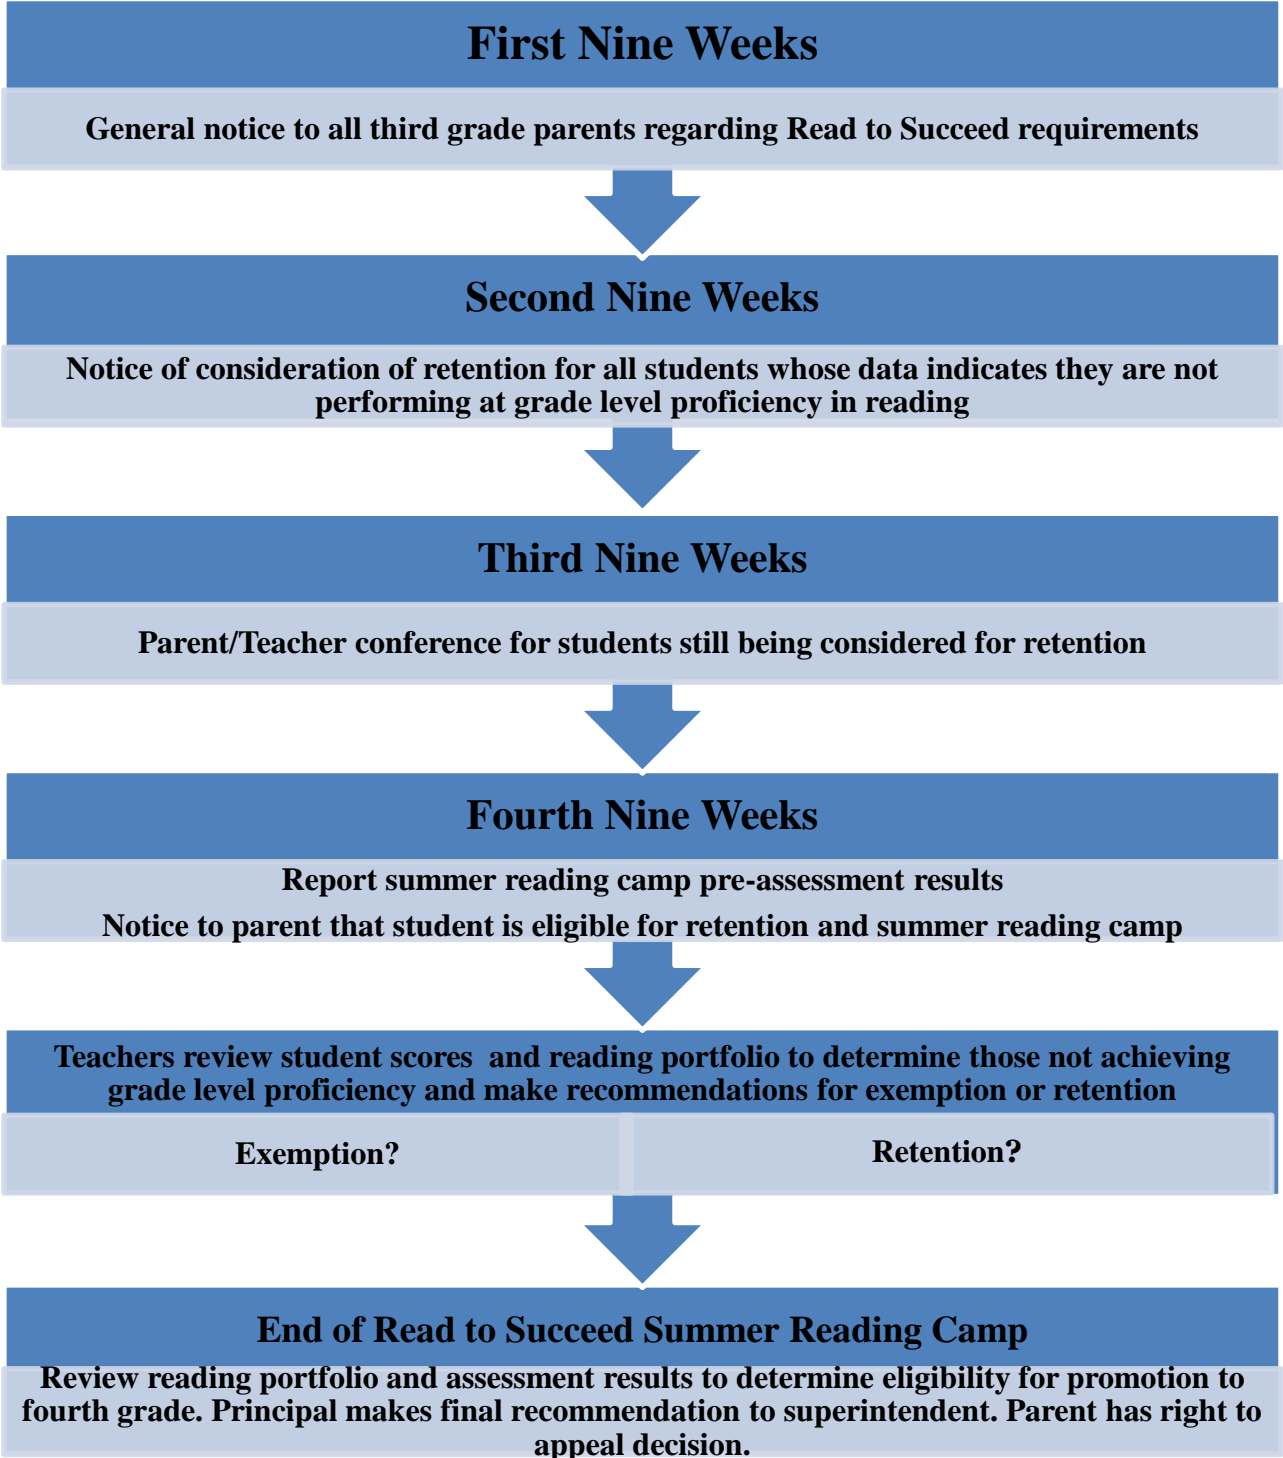 First Nine Weeks
General notice to all third grade parents regarding Read to Succeed requirements
Second Nine Weeks
Notice of consideration of retention for all students whose data indicates they are not
performing at grade level proficiency in reading
Third Nine Weeks
Parent/Teacher conference for students still being considered for retention
Fourth Nine Weeks
Report summer reading camp pre-assessment results
Notice to parent that student is eligible for retention and summer reading camp
Teachers review student scores  and reading portfolio to determine those not achieving
grade level proficiency and make recommendations for exemption or retention
Exemption?
Retention?
End of Read to Succeed Summer Reading Camp
Review reading portfolio and assessment results to determine eligibility for promotion to
fourth grade. Principal makes final recommendation to superintendent. Parent has right to
appeal decision.